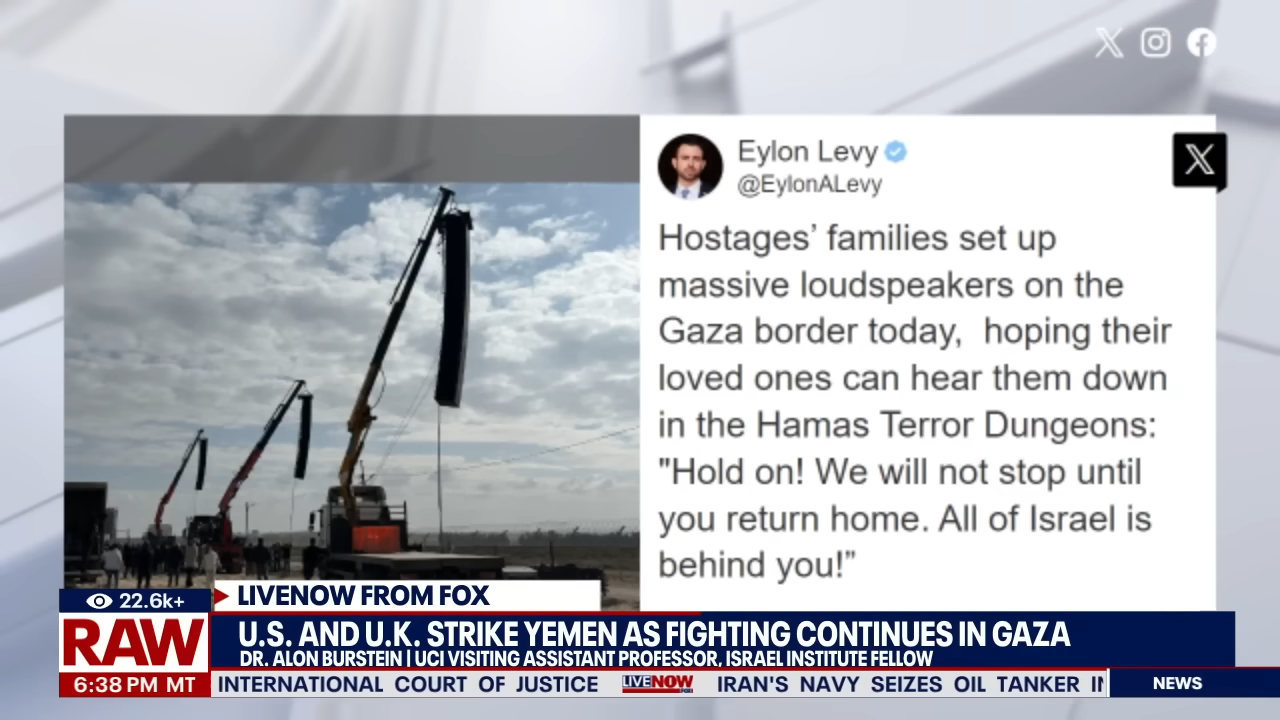 Eylon Levy
@EylonALevy
Hostages’ families set up
massive loudspeakers on the
Gaza border today,  hoping their
loved ones can hear them down
in the Hamas Terror Dungeons:
"Hold on! We will not stop until
you return home. All of Israel is
behind you!”
22.6k+
LIVENOW FROM FOX
RAW
U.S. AND U.K. STRIKE YEMEN AS FIGHTING CONTINUES IN GAZA
DR. ALON BURSTEIN | UCI VISITING ASSISTANT PROFESSOR, ISRAEL INSTITUTE FELLOW
6:38 PM MT
INTERNATIONAL COURT OF JUSTICE LIVENOW FOX IRAN'S NAVY SEIZES OIL TANKER IN
NEWS